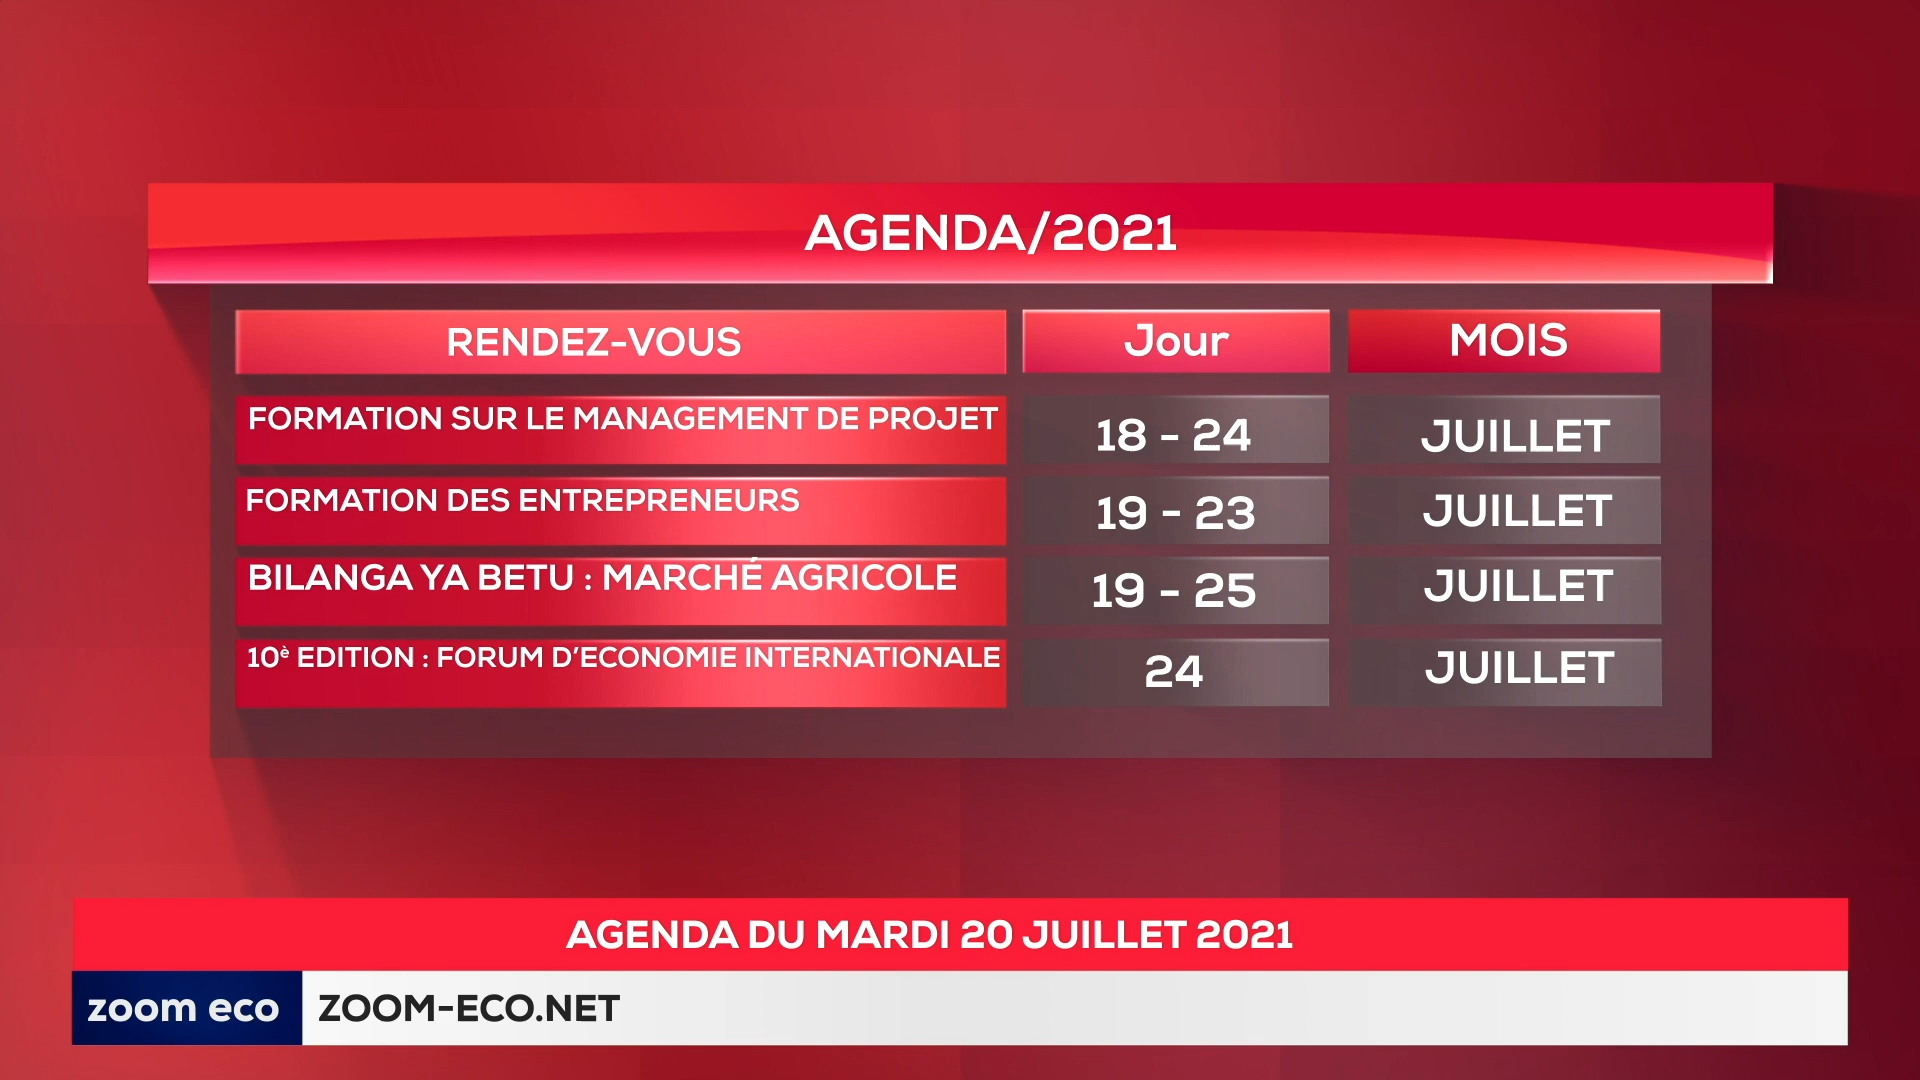 AGENDA/2021
RENDEZ-VOUS Jour MOIS
FORMATION SUR LE MANAGEMENT DE PROJET 18 - 24 JUILLET
FORMATION DES ENTREPRENEURS 19 - 23 JUILLET
BILANGA YA BETU : MARCHÉ AGRICOLE 19 - 25 JUILLET
10è EDITION : FORUM D'ECONOMIE INTERNATIONALE 24 JUILLET
AGENDA DU MARDI 20 JUILLET 2021
zoom eco ZOOM-ECO.NET